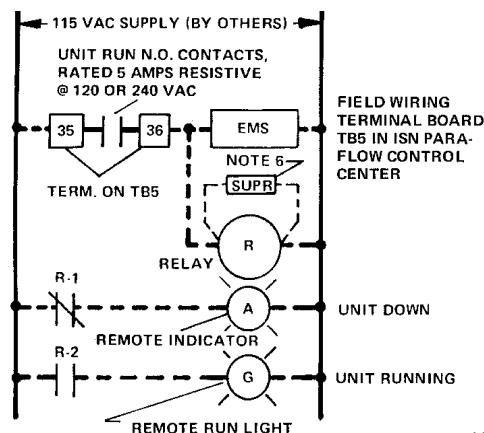 115 VAC SUPPLY (BY OTHERS)
UNIT RUN N.O. CONTACTS,
RATED 5 AMPS RESISTIVE
@ 120 OR 240 VAC
35
36
EMS
FIELD WIRING
TERMINAL BOARD
TB5 IN ISN PARA-
FLOW CONTROL
CENTER
TERM. ON TB5
NOTE 6
SUPR
R
RELAY
R-1
A
UNIT DOWN
REMOTE INDICATOR
R-2
G
UNIT RUNNING
REMOTE RUN LIGHT